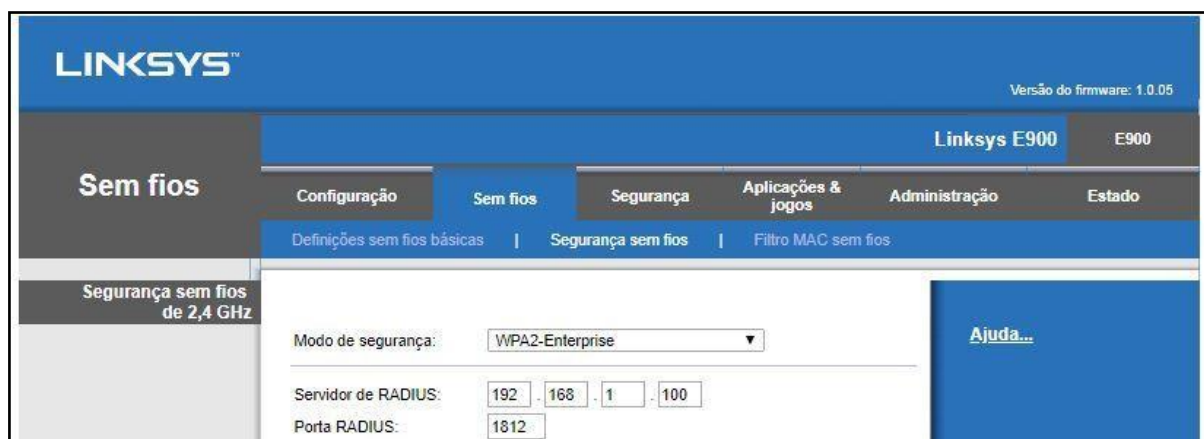 LINKSYS™
Versão do firmware: 1.0.05
Linksys E900 E900
Sem fios
Configuração Sem fios Segurança Aplicações & jogos Administração Estado
Definições sem fios básicas | Segurança sem fios | Filtro MAC sem fios
Segurança sem fios
de 2,4 GHz
Modo de segurança: WPA2-Enterprise
Ajuda...
Servidor de RADIUS: 192 . 168 . 1 . 100
Porta RADIUS: 1812